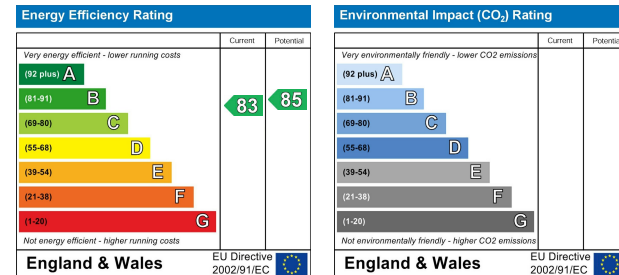 Energy Efficiency Rating
Current Potential
Very energy efficient - lower running costs
(92 plus) A
(81-91) B
(69-80) C
(55-68) D
(39-54) E
(21-38) F
(1-20) G
83 85
Not energy efficient - higher running costs
England & Wales
EU Directive
2002/91/EC
Environmental Impact (CO₂) Rating
Current Potentia
Very environmentally friendly - lower CO2 emissions
(92 plus) A
(81-91) B
(69-80) C
(55-68) D
(39-54) E
(21-38) F
(1-20) G
Not environmentally friendly - higher CO2 emissions
England & Wales
EU Directive
2002/91/EC